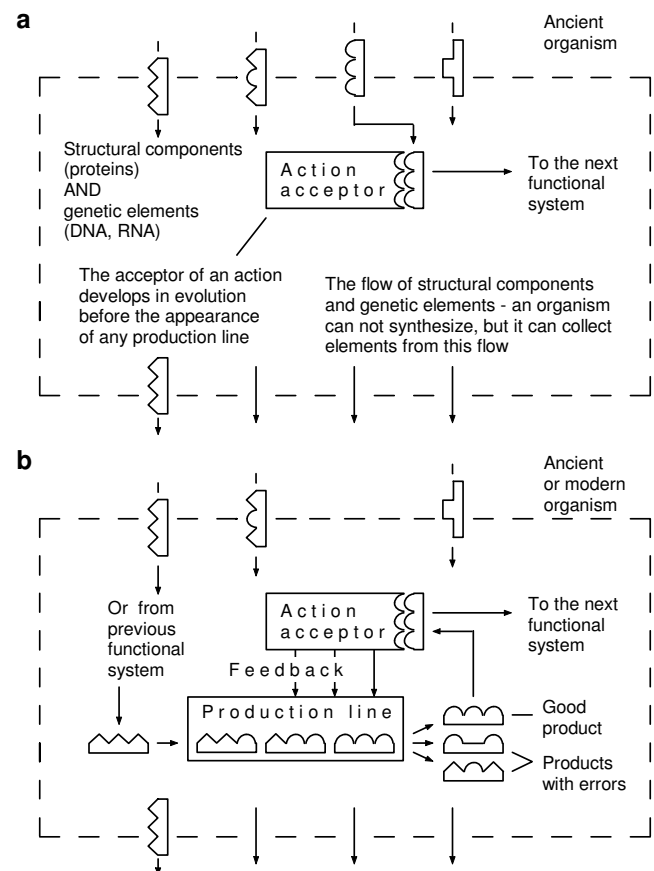 a
Ancient
organism
Structural components
(proteins)
AND
genetic elements
(DNA, RNA)
Action
acceptor
To the next
functional
system
The acceptor of an action
develops in evolution
before the appearance
of any production line
The flow of structural components
and genetic elements - an organism
can not synthesize, but it can collect
elements from this flow
b
Ancient
or modern
organism
Or from
previous
functional
system
Action
acceptor
To the next
functional
system
Feedback
Production line
Good
product
Products
with errors